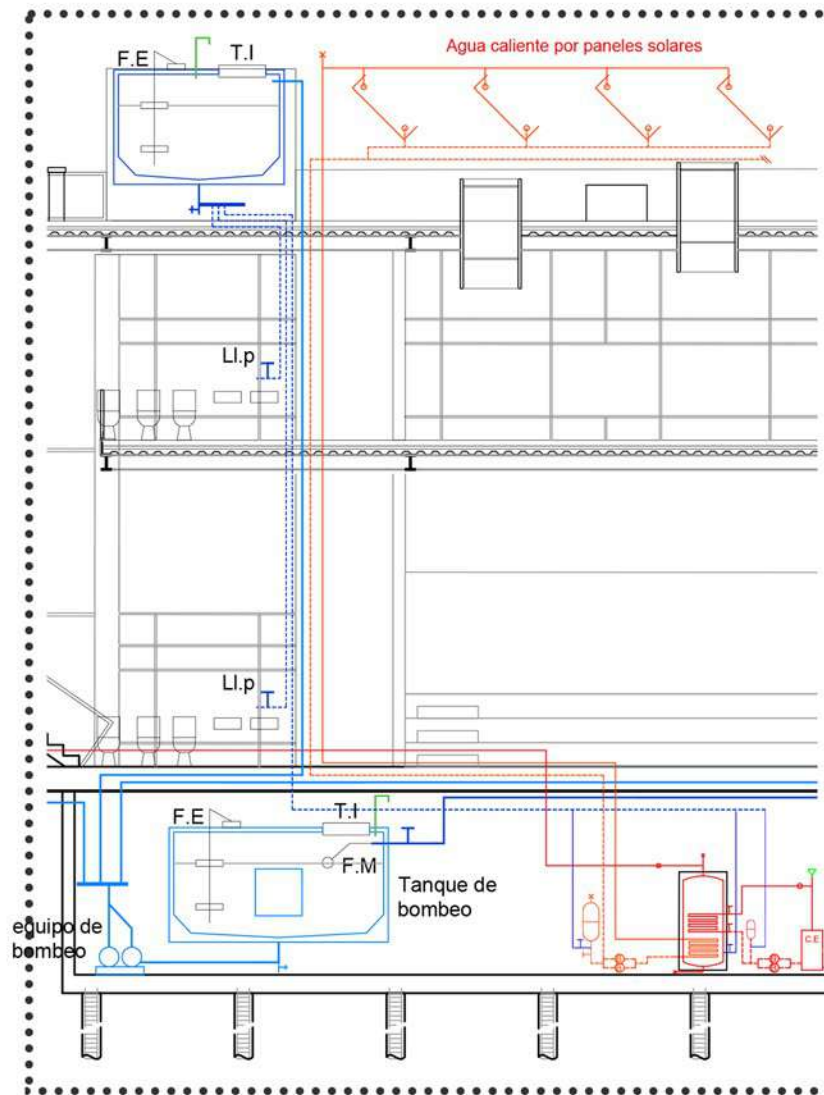 Agua caliente por paneles solares
F.E
T.I
Ll.p
Ll.p
F.E
T.I
F.M
Tanque de
bombeo
equipo de
bombeo
C.E